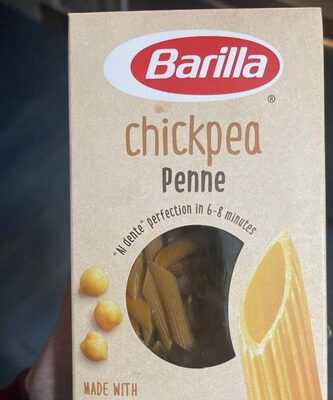 Barilla
®
chickpea
Penne
"Al dente" perfection in 6-8 minutes
MADE WITH